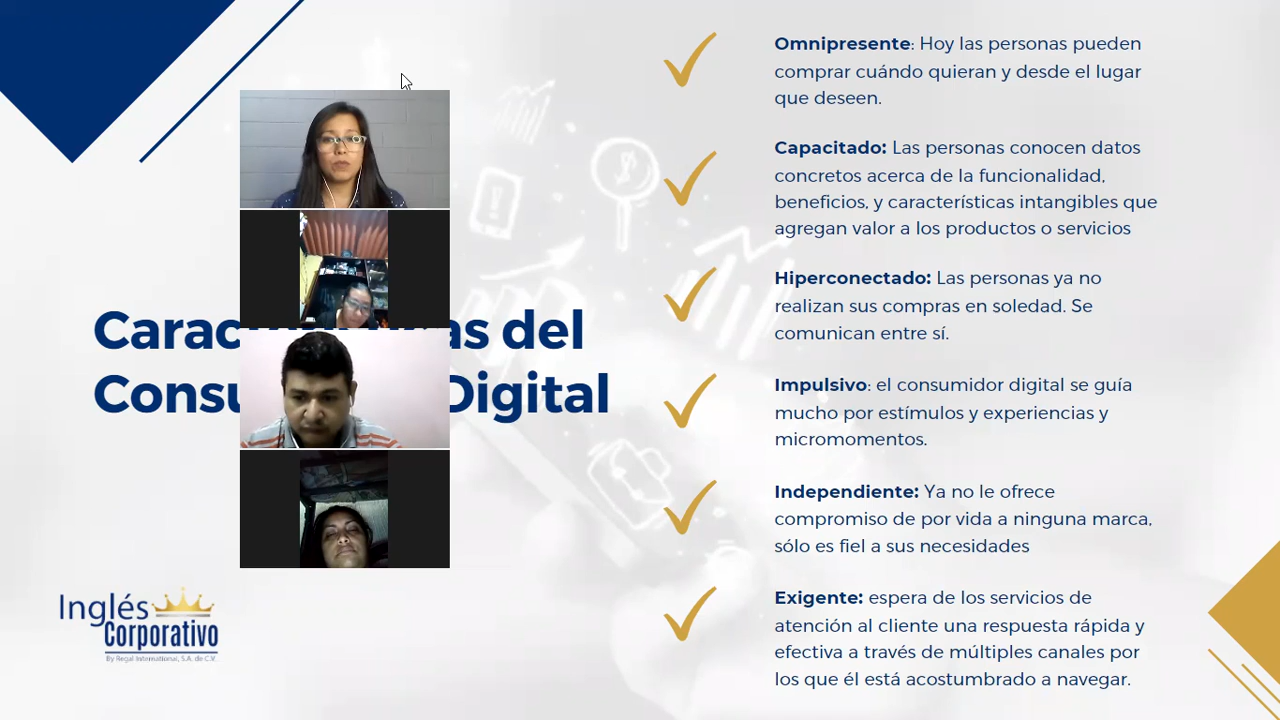 Carac as del
Consu Digital
Inglés
Corporativo
By Regal International, S.A. de C.V.
Omnipresente: Hoy las personas pueden
comprar cuándo quieran y desde el lugar
que deseen.
Capacitado: Las personas conocen datos
concretos acerca de la funcionalidad,
beneficios, y características intangibles que
agregan valor a los productos o servicios
Hiperconectado: Las personas ya no
realizan sus compras en soledad. Se
comunican entre sí.
Impulsivo: el consumidor digital se guía
mucho por estímulos y experiencias y
micromomentos.
Independiente: Ya no le ofrece
compromiso de por vida a ninguna marca,
sólo es fiel a sus necesidades
Exigente: espera de los servicios de
atención al cliente una respuesta rápida y
efectiva a través de múltiples canales por
los que él está acostumbrado a navegar.